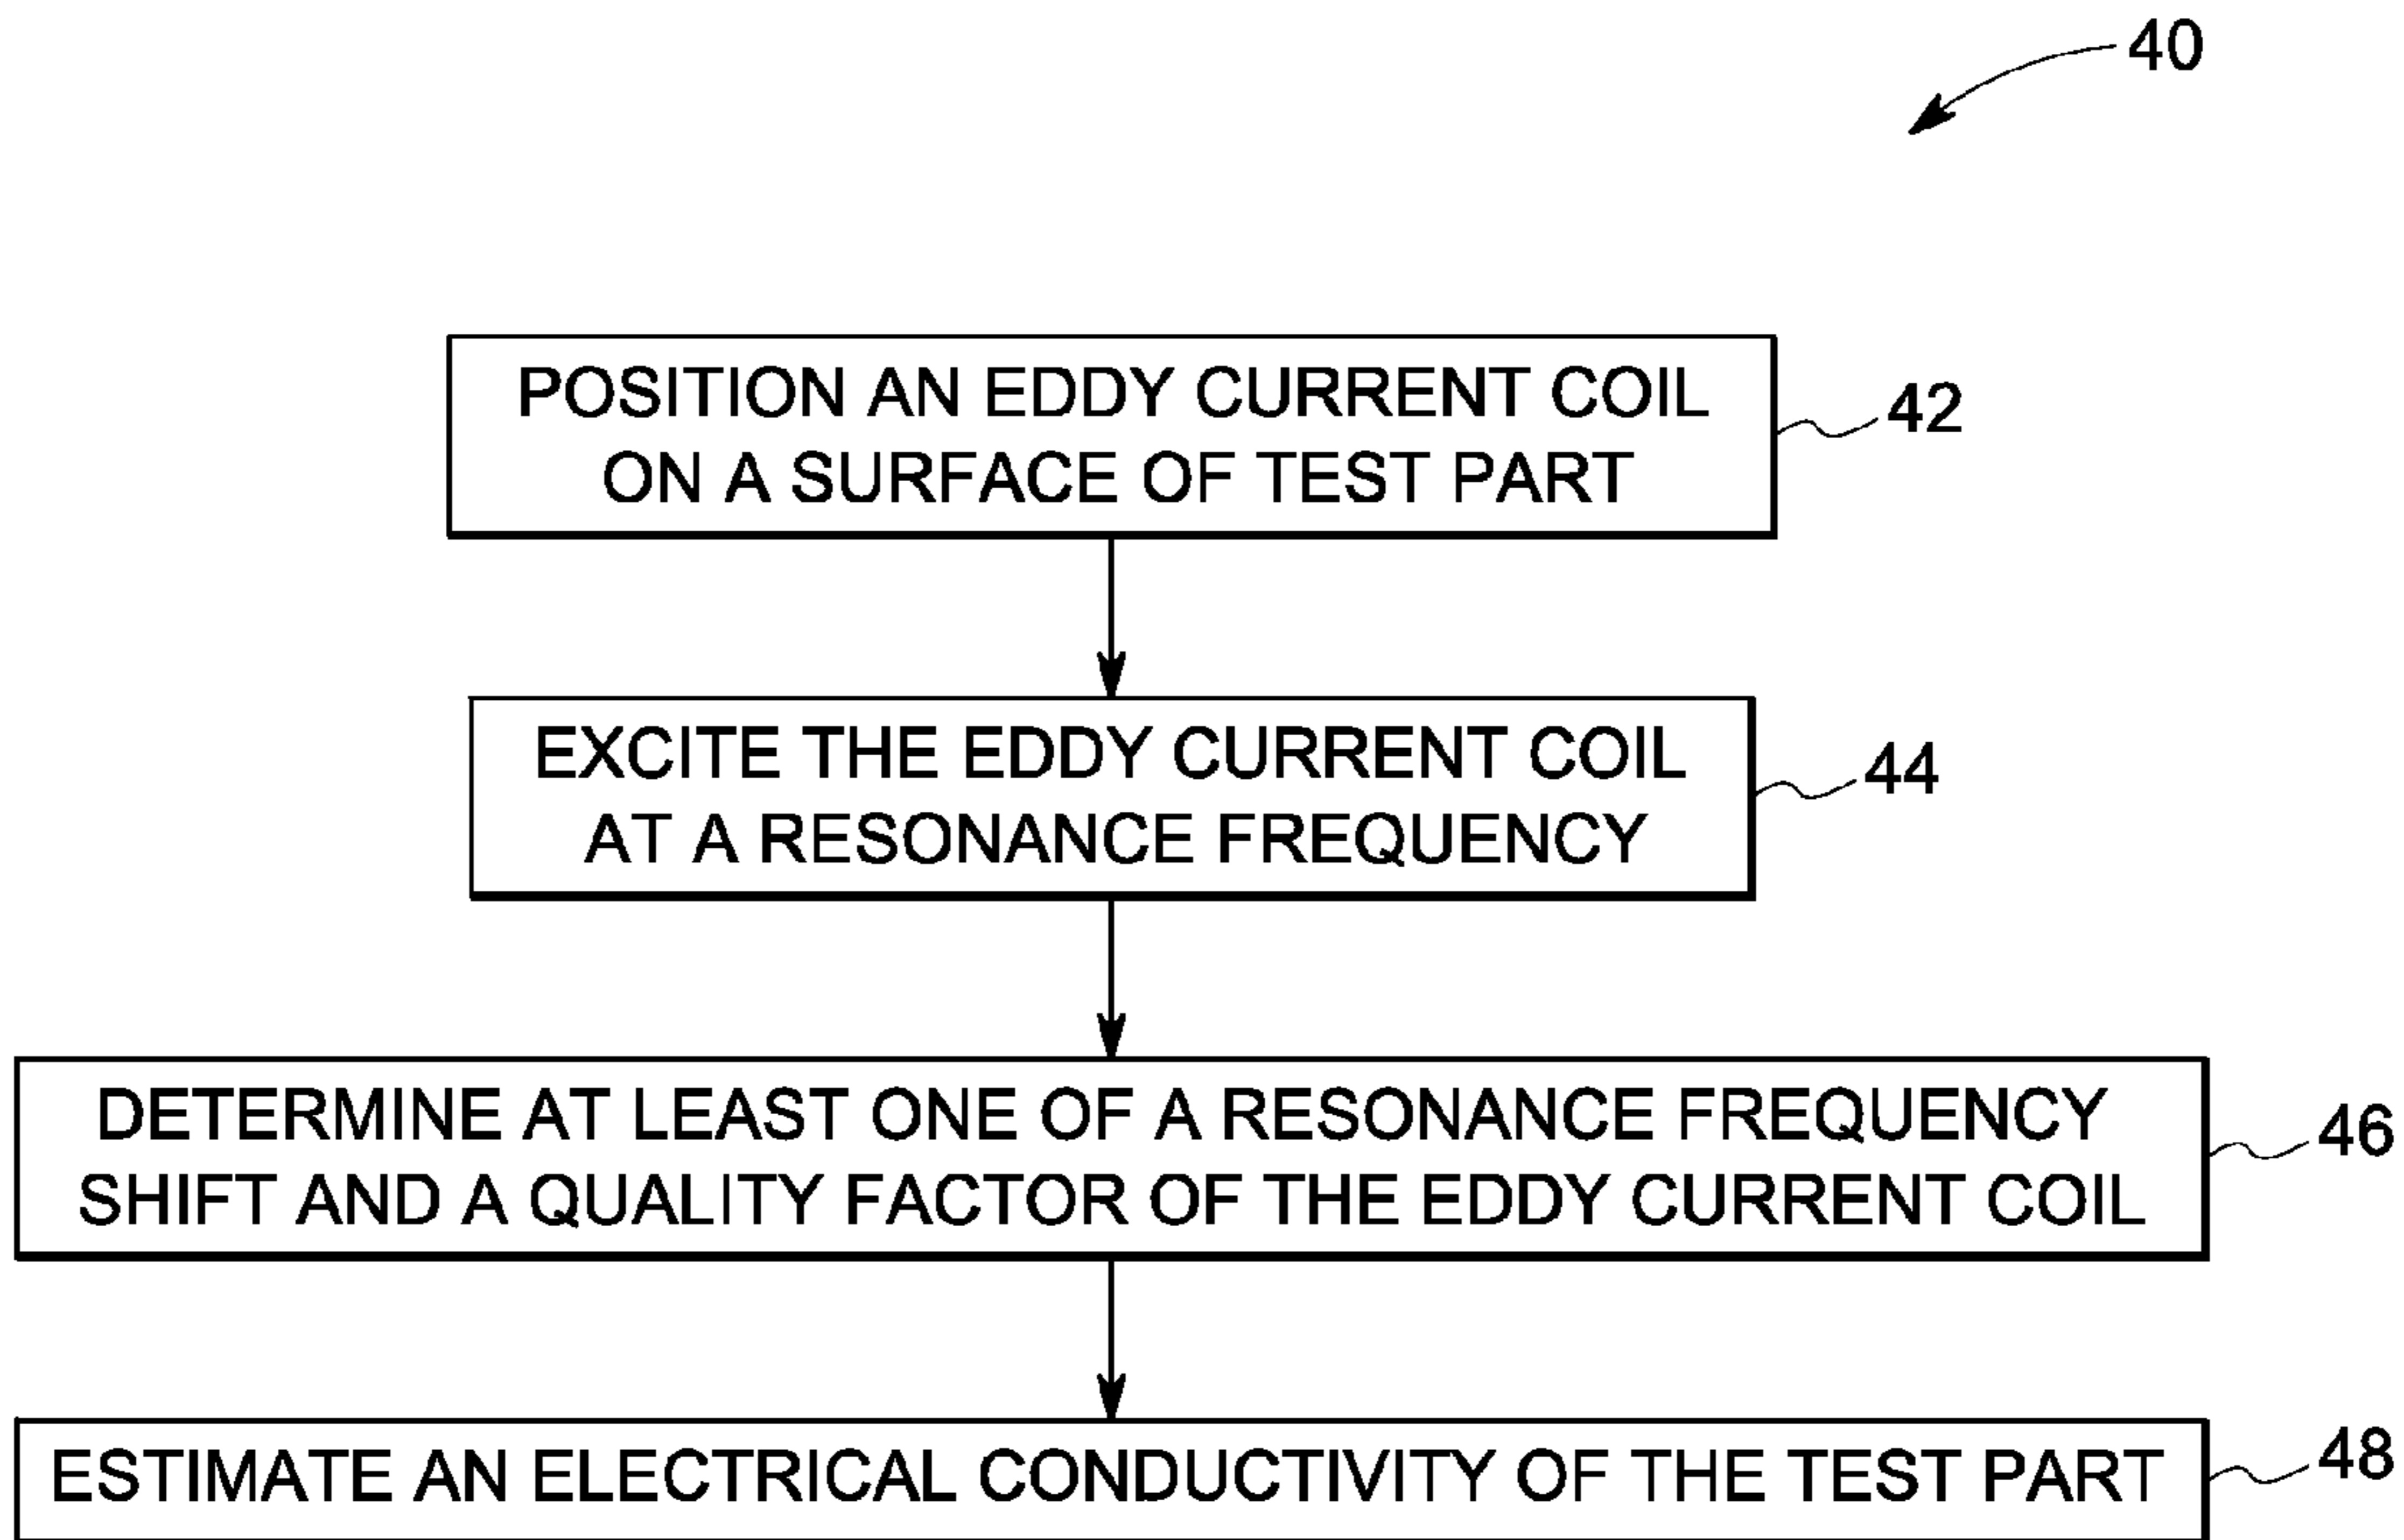 40
POSITION AN EDDY CURRENT COIL
ON A SURFACE OF TEST PART
42
EXCITE THE EDDY CURRENT COIL
AT A RESONANCE FREQUENCY
44
DETERMINE AT LEAST ONE OF A RESONANCE FREQUENCY
SHIFT AND A QUALITY FACTOR OF THE EDDY CURRENT COIL
46
ESTIMATE AN ELECTRICAL CONDUCTIVITY OF THE TEST PART
48